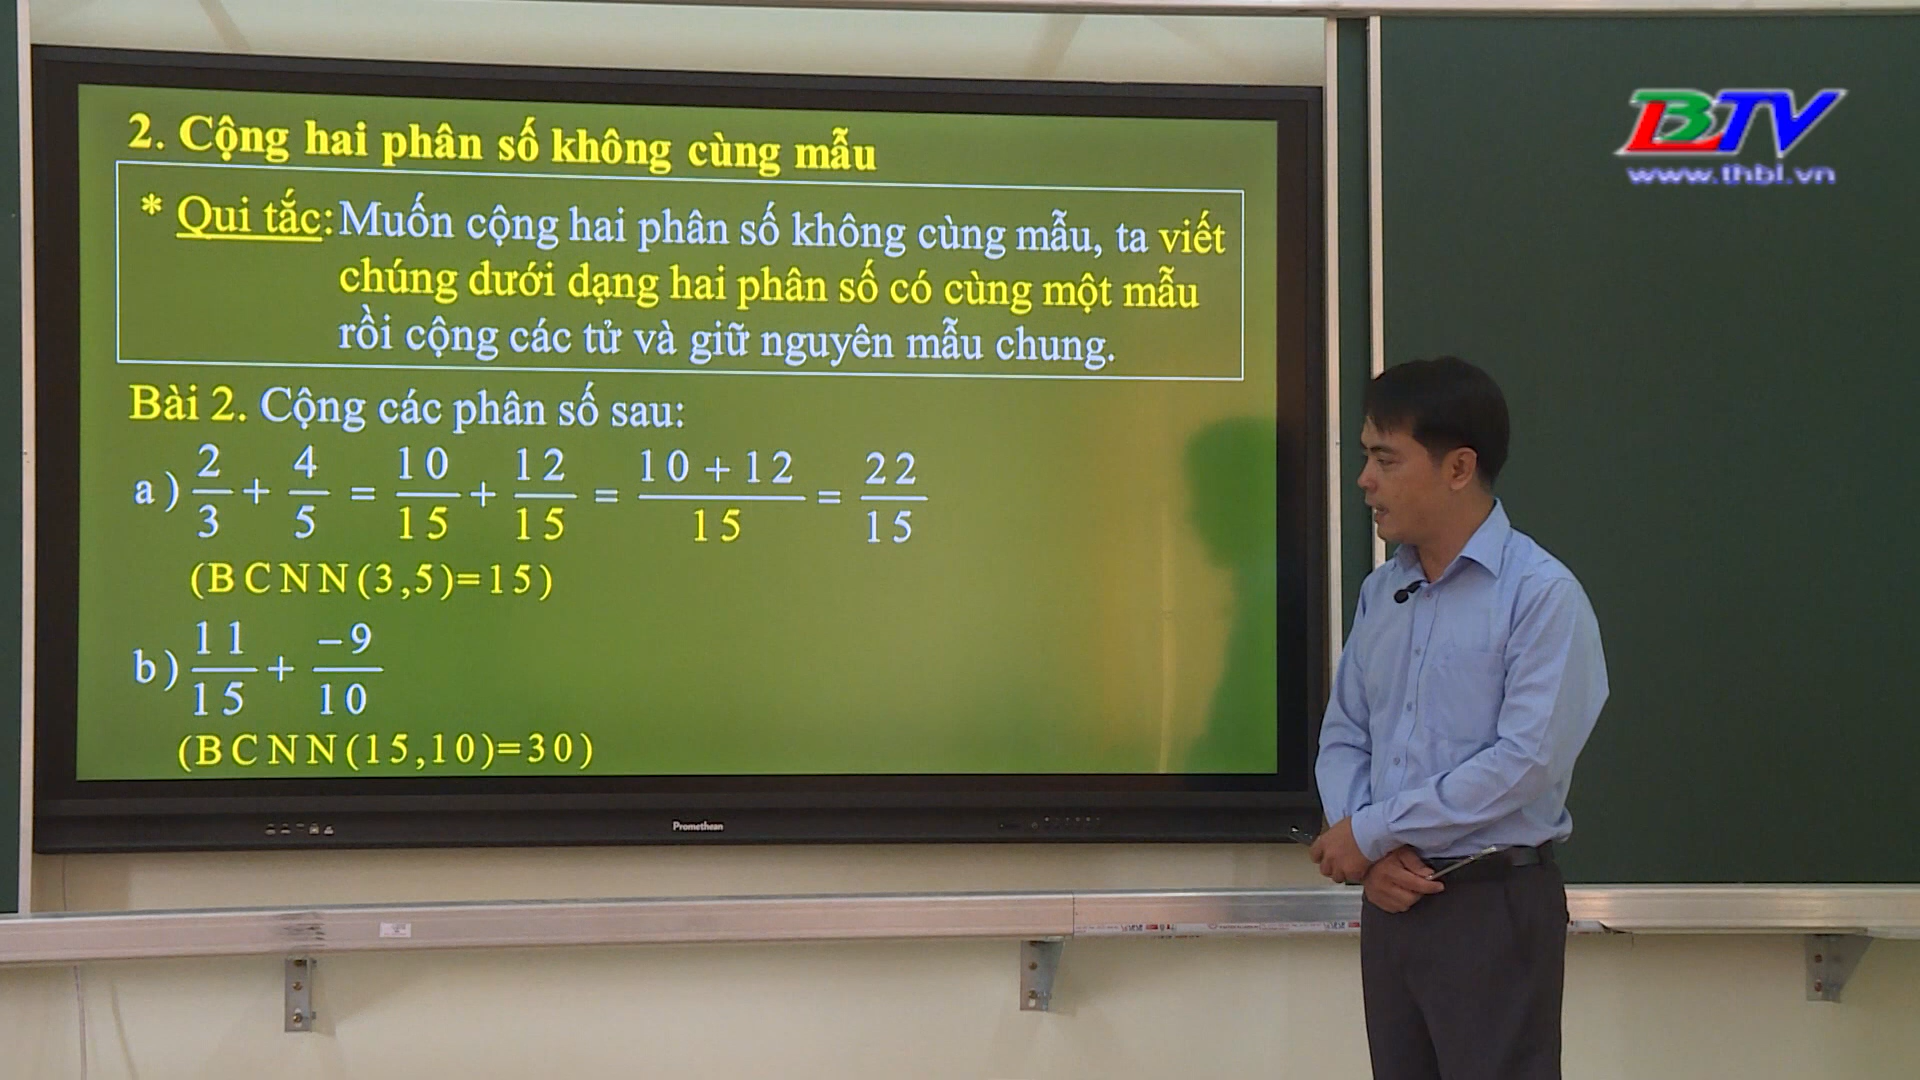 BTV
www.thbl.vn
2. Cộng hai phân số không cùng mẫu
* Qui tắc: Muốn cộng hai phân số không cùng mẫu, ta viết
chúng dưới dạng hai phân số có cùng một mẫu
rồi cộng các tử và giữ nguyên mẫu chung.
Bài 2. Cộng các phân số sau:
a) 2/3 + 4/5 = 10/15 + 12/15 = 10+12/15 = 22/15
(BCNN(3,5)=15)
b) 11/15 + -9/10
(BCNN(15,10)=30)
Promethean